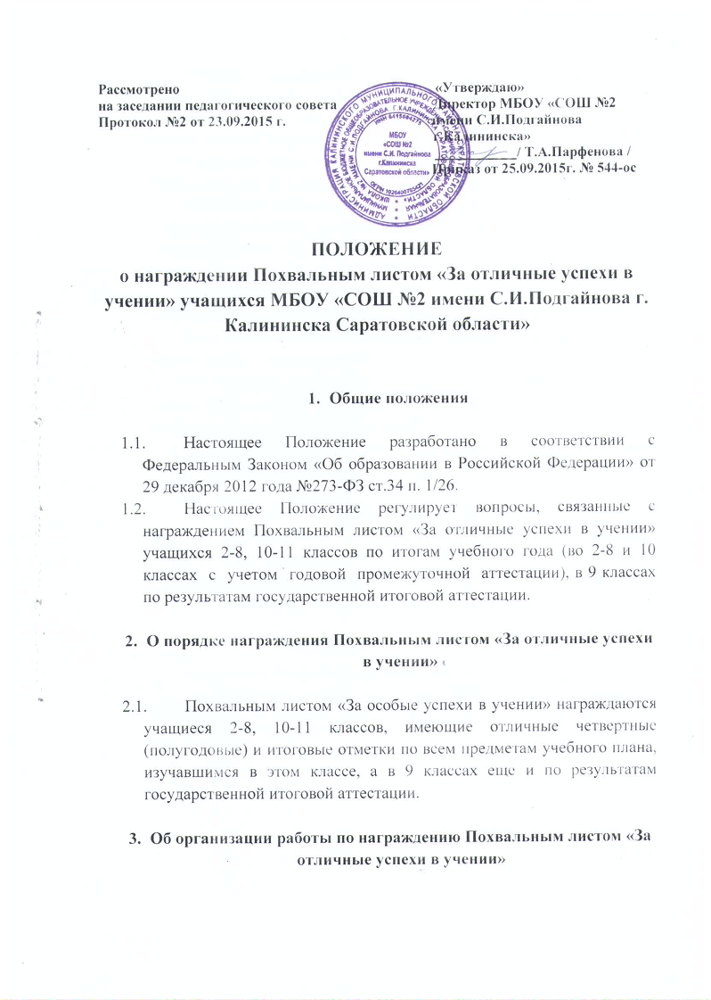 Рассмотрено
на заседании педагогического совета
Протокол №2 от 23.09.2015 г.
«Утверждаю»
Директор МБОУ «СОШ №2
имени С.И.Подгайнова
г.Калининска»
/ Т.А.Парфенова /
Приказ от 25.09.2015г. № 544-ос
МБОУ
«СОШ №2
имени С.И. Подгайнова
г.Калининска
Саратовской области»
ПОЛОЖЕНИЕ
о награждении Похвальным листом «За отличные успехи в
учении» учащихся МБОУ «СОШ №2 имени С.И.Подгайнова г.
Калининска Саратовской области»
1. Общие положения
1.1. Настоящее Положение разработано в соответствии с
Федеральным Законом «Об образовании в Российской Федерации» от
29 декабря 2012 года №273-ФЗ ст.34 п. 1/26.
1.2. Настоящее Положение регулирует вопросы, связанные с
награждением Похвальным листом «За отличные успехи в учении»
учащихся 2-8, 10-11 классов по итогам учебного года (во 2-8 и 10
классах с учетом годовой промежуточной аттестации), в 9 классах
по результатам государственной итоговой аттестации.
2. О порядке награждения Похвальным листом «За отличные успехи
в учении»
2.1. Похвальным листом «За особые успехи в учении» награждаются
учащиеся 2-8, 10-11 классов, имеющие отличные четвертные
(полугодовые) и итоговые отметки по всем предметам учебного плана,
изучавшимся в этом классе, а в 9 классах еще и по результатам
государственной итоговой аттестации.
3. Об организации работы по награждению Похвальным листом «За
отличные успехи в учении»